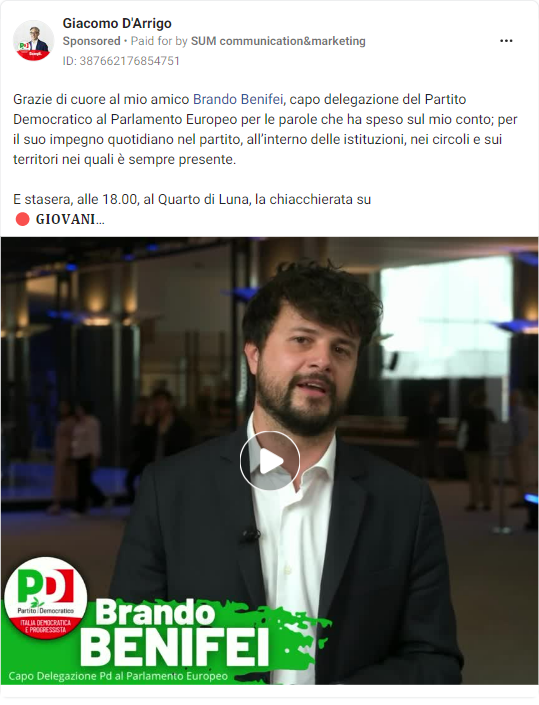 Giacomo D'Arrigo
Sponsored • Paid for by SUM communication&marketing
ID: 387662176854751
Grazie di cuore al mio amico Brando Benifei, capo delegazione del Partito
Democratico al Parlamento Europeo per le parole che ha speso sul mio conto; per
il suo impegno quotidiano nel partito, all'interno delle istituzioni, nei circoli e sui
territori nei quali è sempre presente.
E stasera, alle 18.00, al Quarto di Luna, la chiacchierata su
🔴 𝐆𝐈𝐎𝐕𝐀𝐍𝐈...
PD
Partito Democratico
ITALIA DEMOCRATICA
E PROGRESSISTA
Brando
BENIFEI
Capo Delegazione Pd al Parlamento Europeo